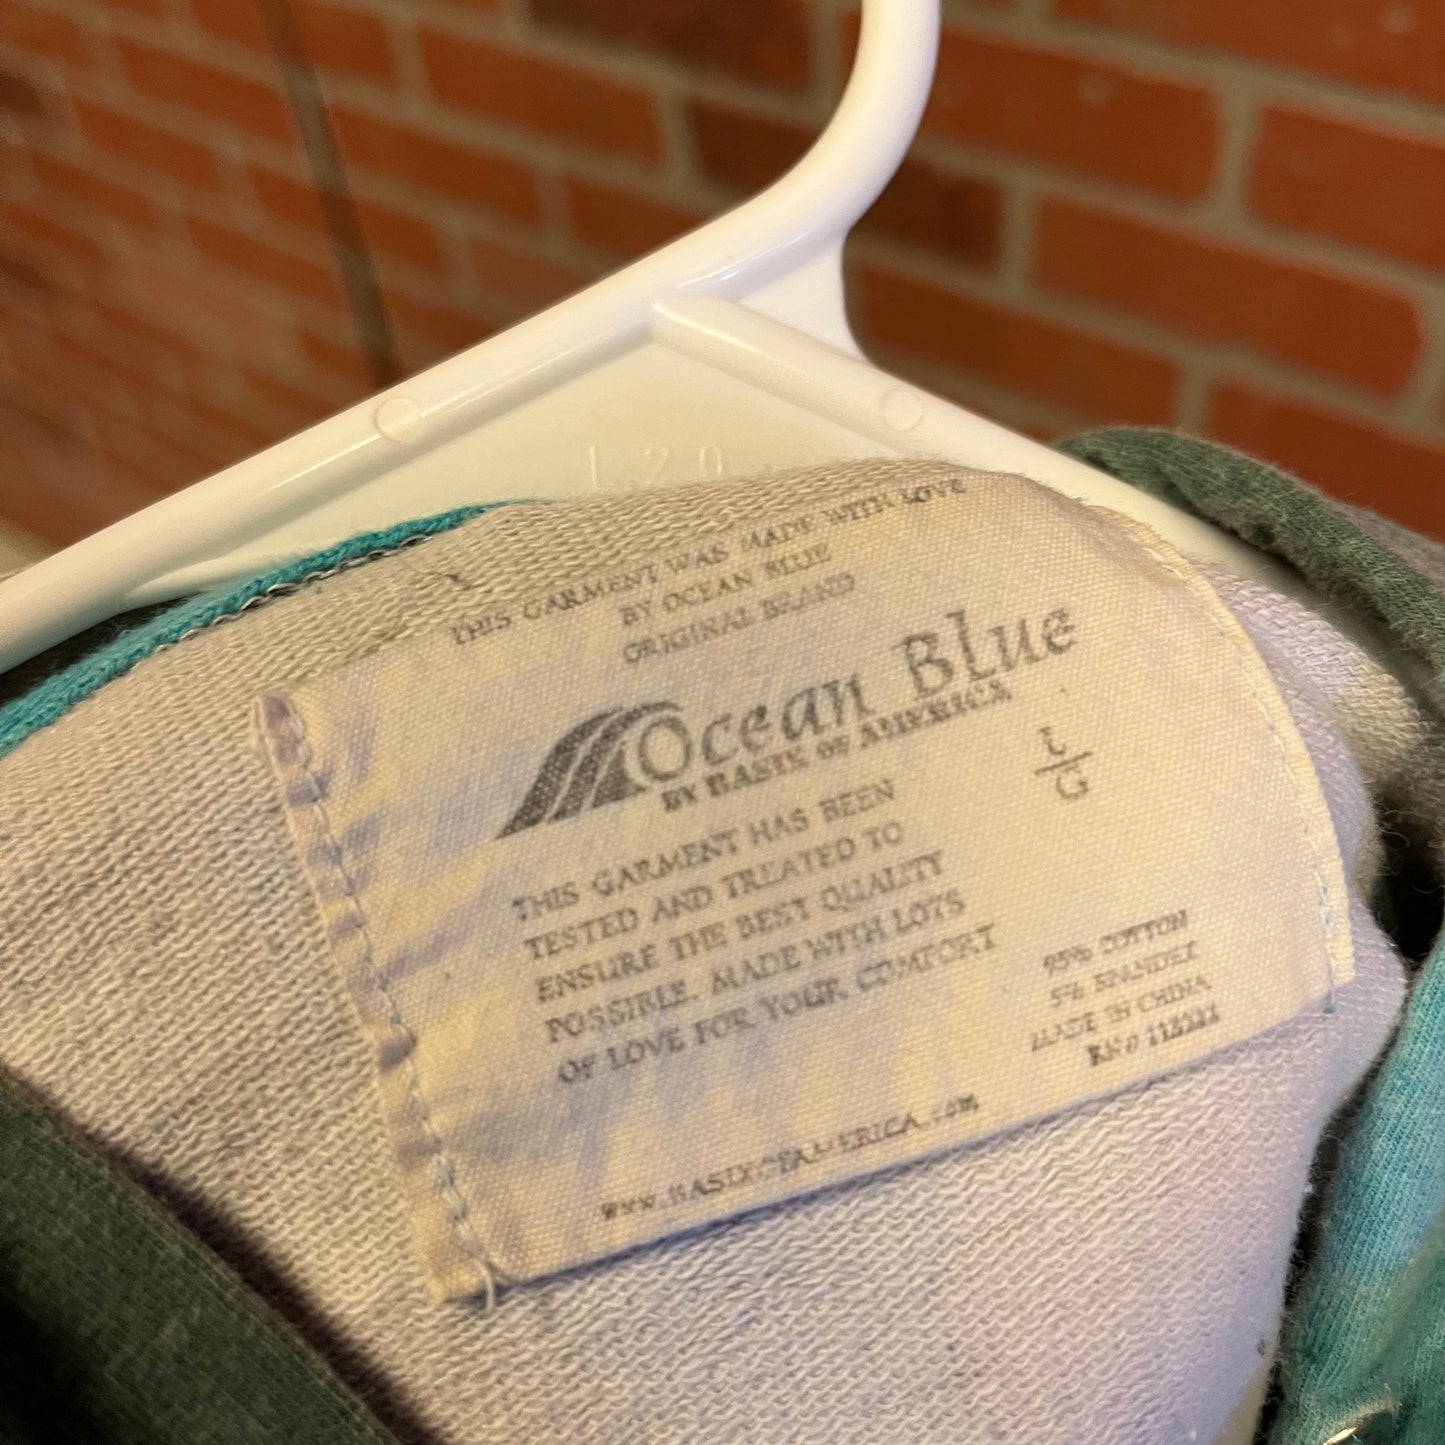 L 20
THIS GARMENT WAS MADE WITH LOVE
BY OCEAN BLUE
ORIGINAL BRAND
Ocean Blue
BY BASIX OF AMERICA
L
G
THIS GARMENT HAS BEEN
TESTED AND TREATED TO
ENSURE THE BEST QUALITY
POSSIBLE. MADE WITH LOTS
OF LOVE FOR YOUR COMFORT
95% COTTON
5% SPANDEX
MADE IN CHINA
RN#
WWW.BASIXOFAMERICA.COM